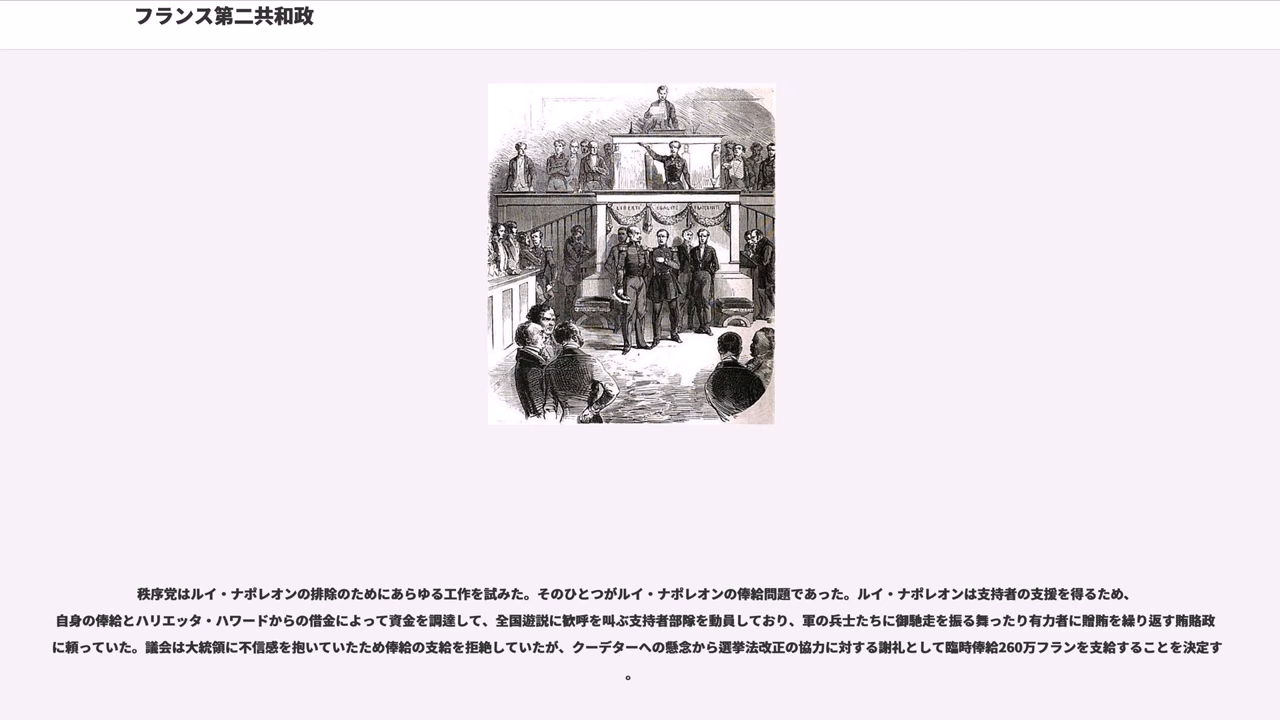 フランス第二共和政
LIBERTÉ EGALITÉ FRATERNITÉ
秩序党はルイ・ナポレオンの排除のためにあらゆる工作を試みた。そのひとつがルイ・ナポレオンの俸給問題であった。ルイ・ナポレオンは支持者の支援を得るため、
自身の俸給とハリエッタ・ハワードからの借金によって資金を調達して、全国遊説に歓呼を叫ぶ支持者部隊を動員しており、軍の兵士たちに御馳走を振る舞ったり有力者に贈賄を繰り返す賄賂政
に頼っていた。議会は大統領に不信感を抱いていたため俸給の支給を拒絶していたが、クーデターへの懸念から選挙法改正の協力に対する謝礼として臨時俸給260万フランを支給することを決定す
。